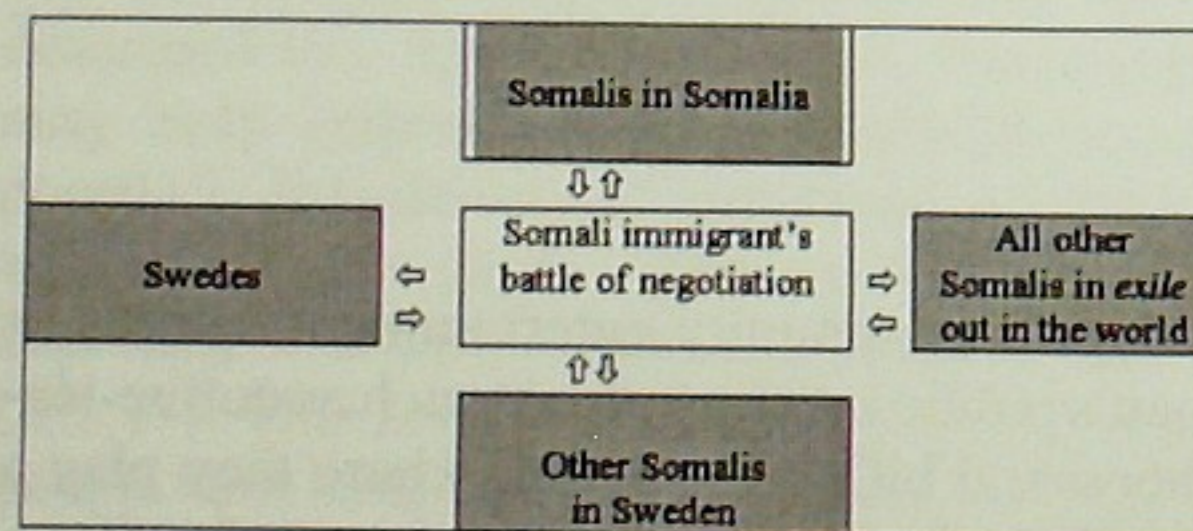 Somalis in Somalia
⇩⇧
Swedes
⇦
⇨
Somali immigrant's
battle of negotiation
⇨
⇦
All other
Somalis in exile
out in the world
⇧⇩
Other Somalis
in Sweden